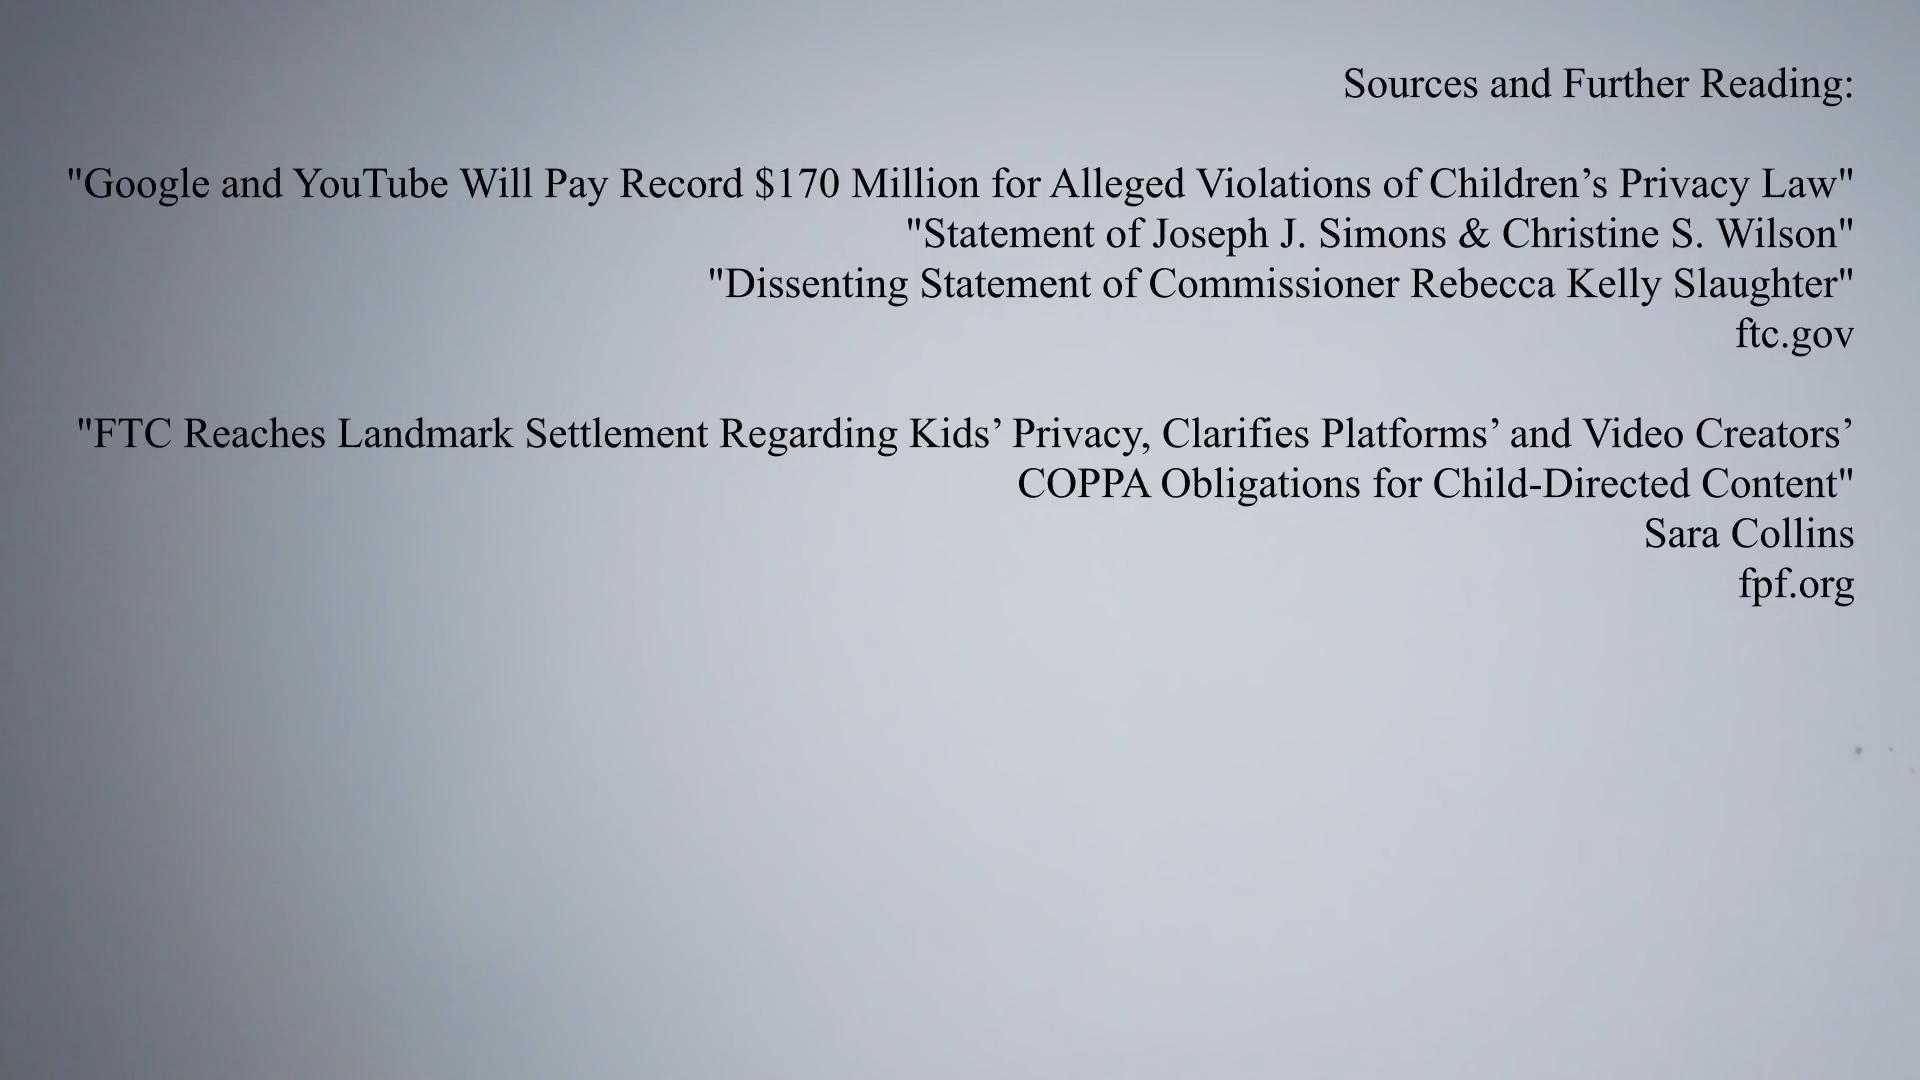 Sources and Further Reading:
"Google and YouTube Will Pay Record $170 Million for Alleged Violations of Children’s Privacy Law"
"Statement of Joseph J. Simons & Christine S. Wilson"
"Dissenting Statement of Commissioner Rebecca Kelly Slaughter"
ftc.gov
"FTC Reaches Landmark Settlement Regarding Kids’ Privacy, Clarifies Platforms’ and Video Creators’
COPPA Obligations for Child-Directed Content"
Sara Collins
fpf.org